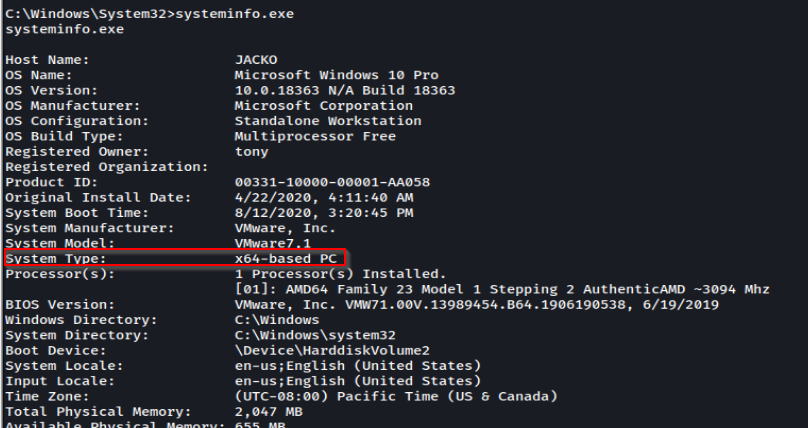 C:\Windows\System32>systeminfo.exe
systeminfo.exe
Host Name: JACKO
OS Name: Microsoft Windows 10 Pro
OS Version: 10.0.18363 N/A Build 18363
OS Manufacturer: Microsoft Corporation
OS Configuration: Standalone Workstation
OS Build Type: Multiprocessor Free
Registered Owner: tony
Registered Organization:
Product ID: 00331-10000-00001-AA058
Original Install Date: 4/22/2020, 4:11:40 AM
System Boot Time: 8/12/2020, 3:20:45 PM
System Manufacturer: VMware, Inc.
System Model: VMware7,1
System Type: x64-based PC
Processor(s): 1 Processor(s) Installed.
[01]: AMD64 Family 23 Model 1 Stepping 2 AuthenticAMD ~3094 Mhz
BIOS Version: VMware, Inc. VMW71.00V.13989454.B64.1906190538, 6/19/2019
Windows Directory: C:\Windows
System Directory: C:\Windows\system32
Boot Device: \Device\HarddiskVolume2
System Locale: en-us;English (United States)
Input Locale: en-us;English (United States)
Time Zone: (UTC-08:00) Pacific Time (US & Canada)
Total Physical Memory: 2,047 MB
Available Physical Memory: 655 MB